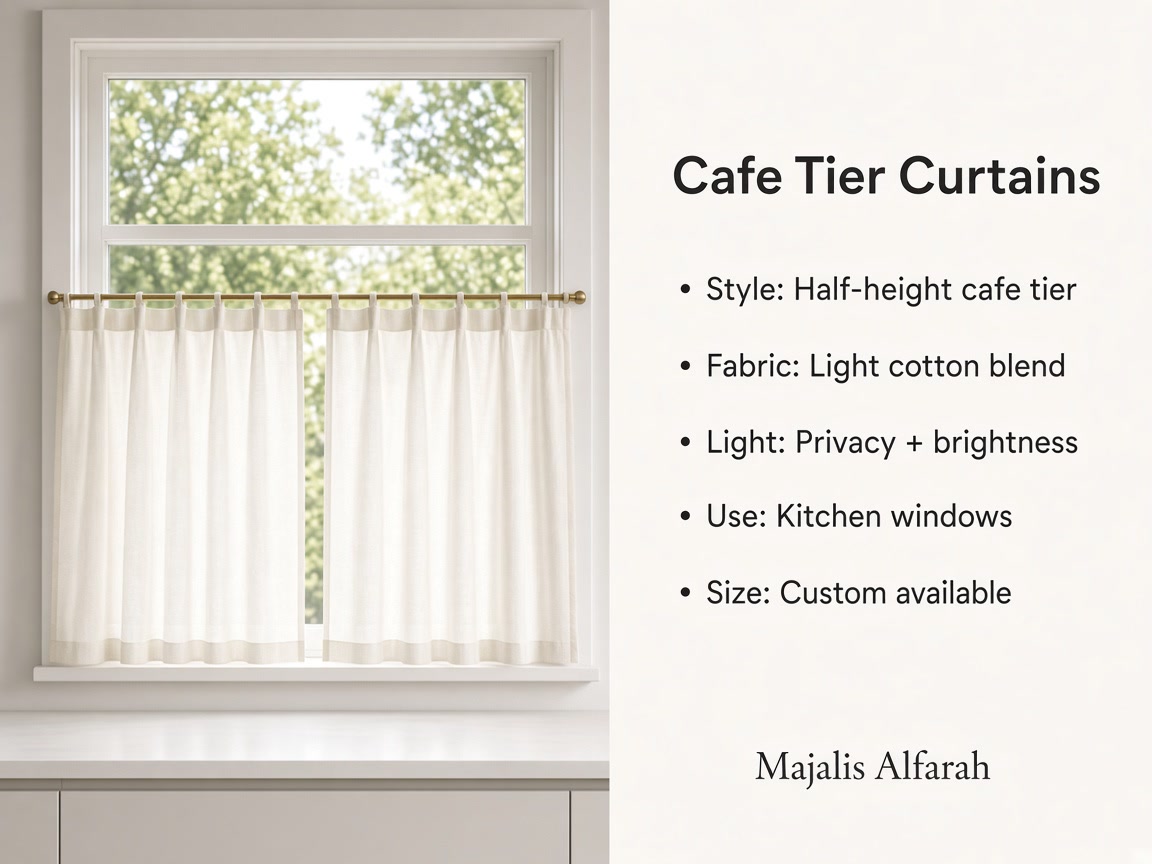 Cafe Tier Curtains
• Style: Half-height cafe tier
• Fabric: Light cotton blend
• Light: Privacy + brightness
• Use: Kitchen windows
• Size: Custom available
Majalis Alfarah